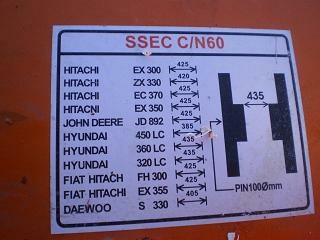 SSEC C/N60
HITACHI EX 300 425
HITACHI ZX 330 420
HITACHI EC 370 425
HITACNI EX 350 425
JOHN DEERE JD 892 425
HYUNDAI 450 LC 385
HYUNDAI 360 LC 435
HYUNDAI 320 LC 435
FIAT HITACH FH 300 425
FIAT HITACHI EX 355 435
DAEWOO S 330 405
435
PIN100Ømm